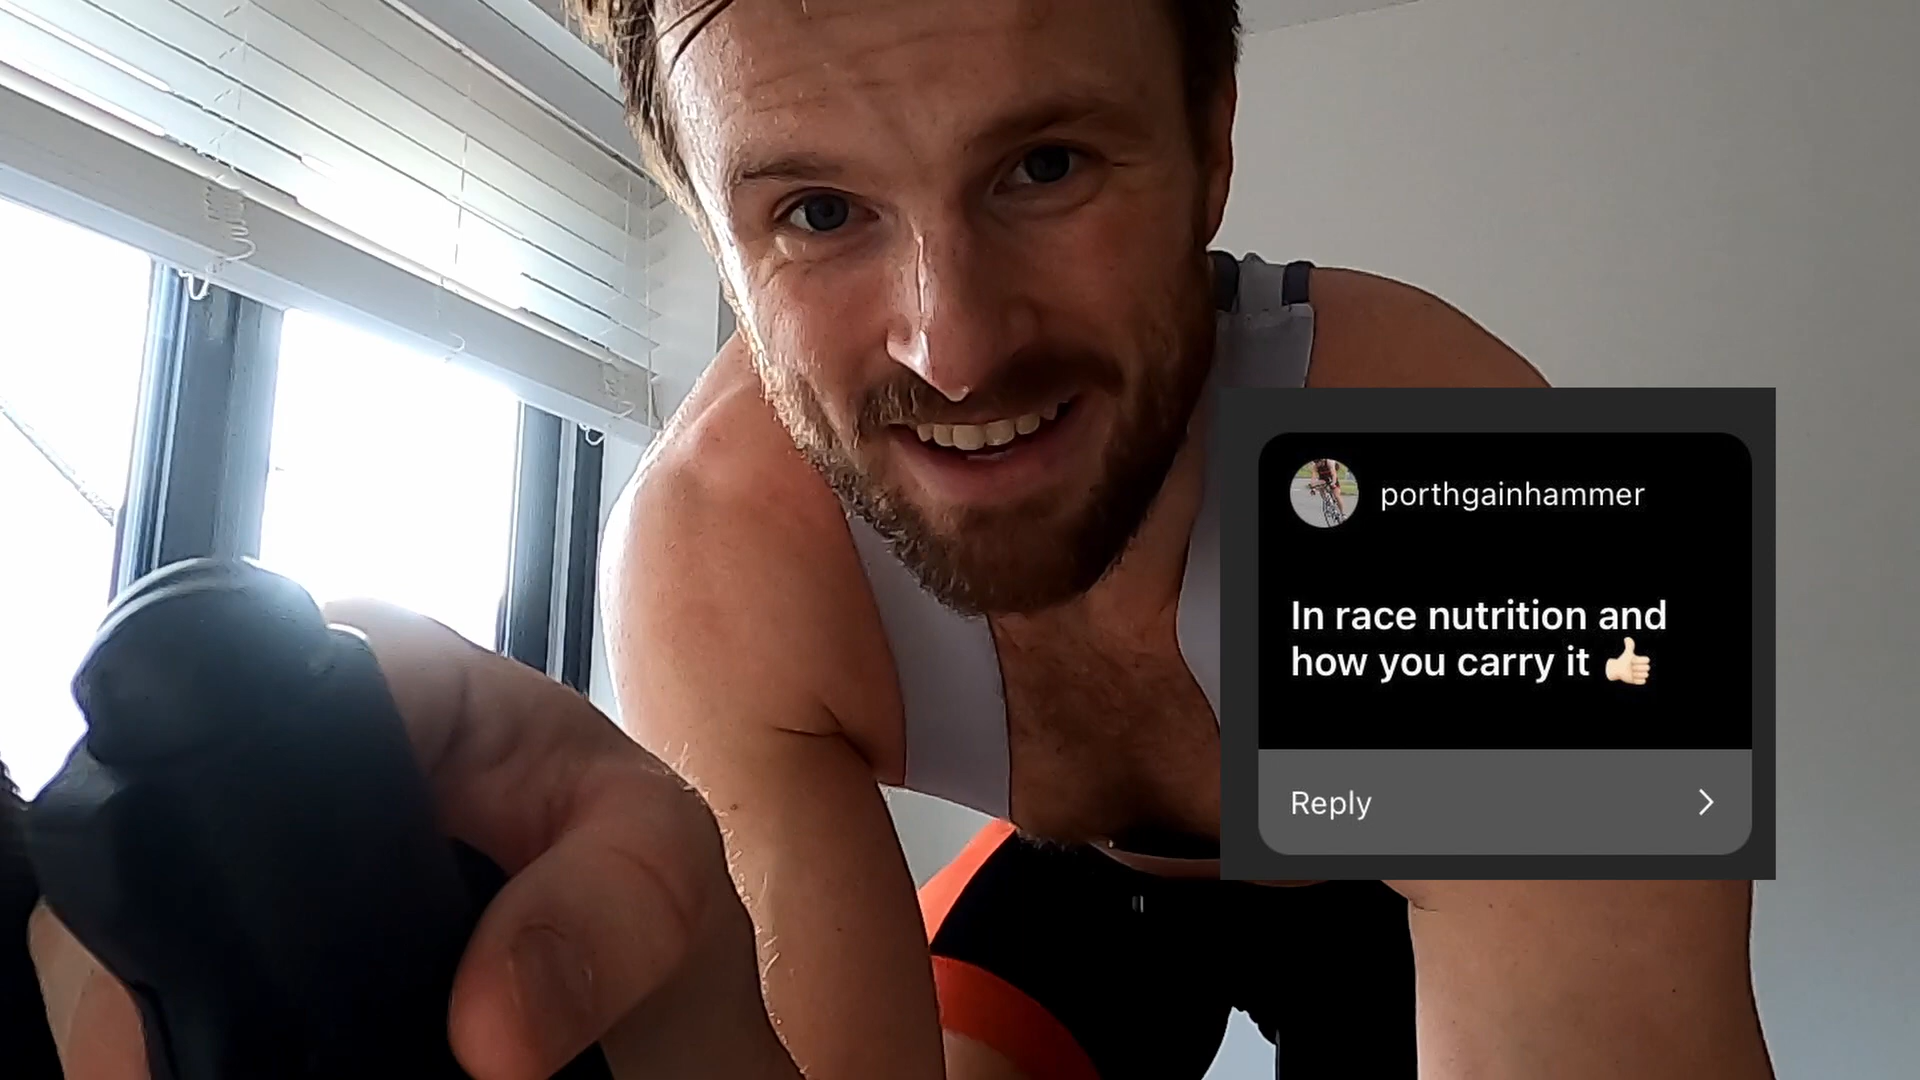 porthgainhammer
In race nutrition and
how you carry it 👍🏻
Reply